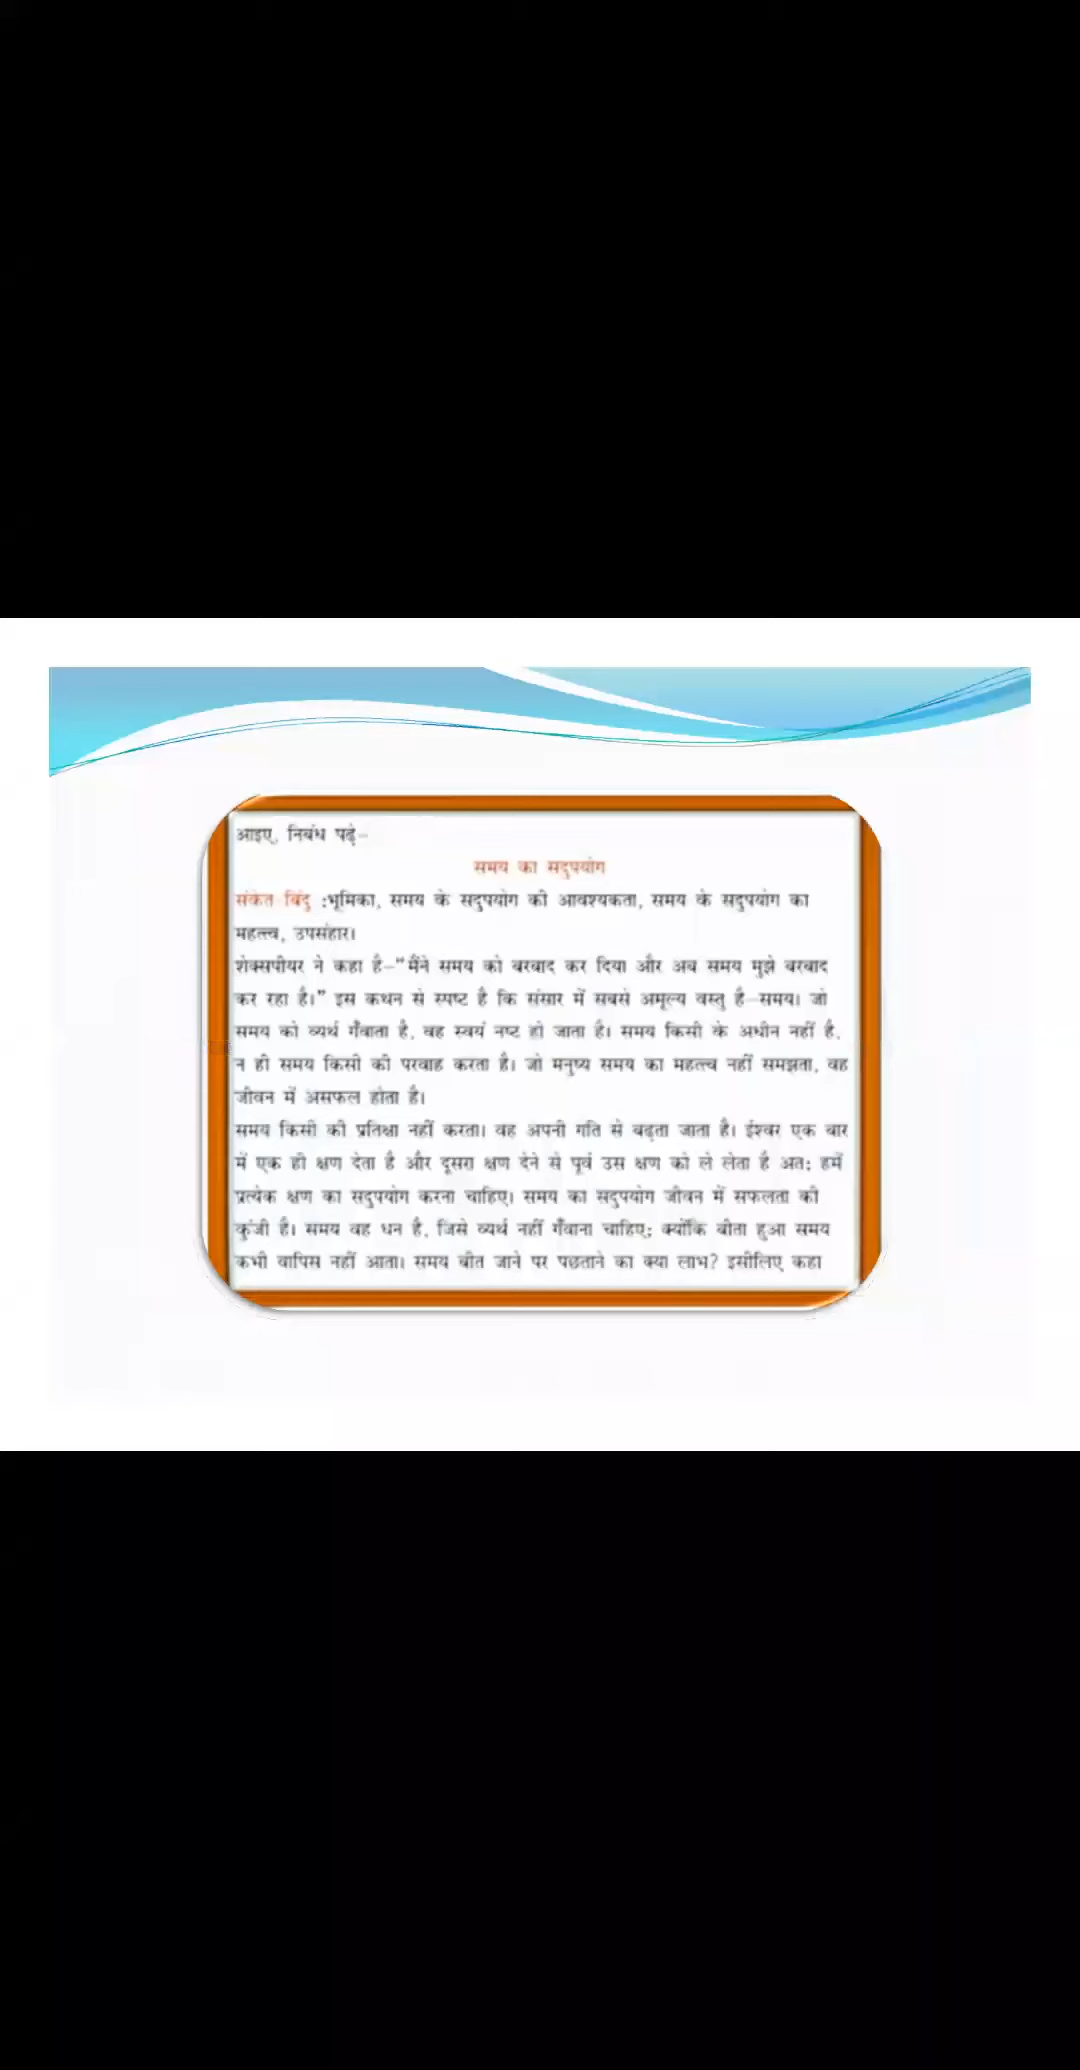 आइए, निबंध पढ़ें–
समय का सदुपयोग
संकेत बिंदु :भूमिका, समय के सदुपयोग की आवश्यकता, समय के सदुपयोग का
महत्त्व, उपसंहार।
शेक्सपीयर ने कहा है–"मैंने समय को बरबाद कर दिया और अब समय मुझे बरबाद
कर रहा है।" इस कथन से स्पष्ट है कि संसार में सबसे अमूल्य वस्तु है–समय। जो
समय को व्यर्थ गँवाता है, वह स्वयं नष्ट हो जाता है। समय किसी के अधीन नहीं है,
न ही समय किसी की परवाह करता है। जो मनुष्य समय का महत्त्व नहीं समझता, वह
जीवन में असफल होता है।
समय किसी की प्रतिक्षा नहीं करता। वह अपनी गति से बढ़ता जाता है। ईश्वर एक बार
में एक ही क्षण देता है और दूसरा क्षण देने से पूर्व उस क्षण को ले लेता है अत: हमें
प्रत्येक क्षण का सदुपयोग करना चाहिए। समय का सदुपयोग जीवन में सफलता की
कुंजी है। समय वह धन है, जिसे व्यर्थ नहीं गँवाना चाहिए; क्योंकि बीता हुआ समय
कभी वापिस नहीं आता। समय बीत जाने पर पछताने का क्या लाभ? इसीलिए कहा